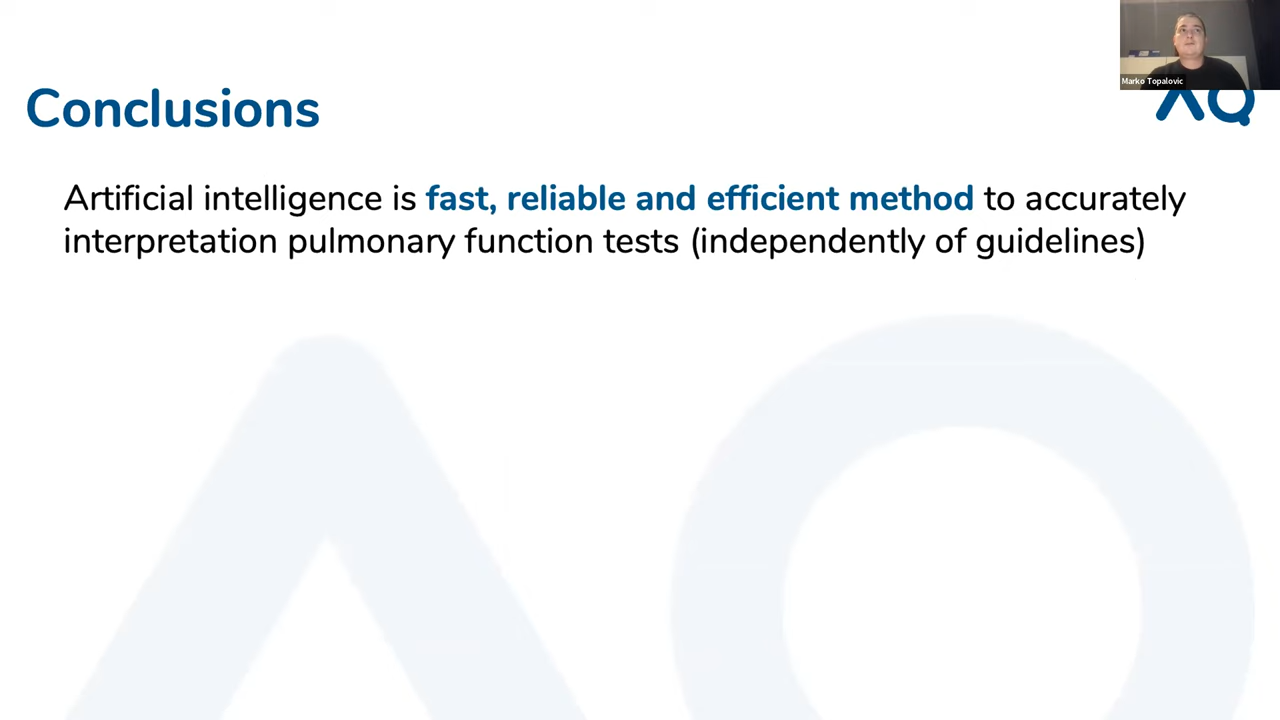 Marko Topalovic
Conclusions
Artificial intelligence is fast, reliable and efficient method to accurately
interpretation pulmonary function tests (independently of guidelines)